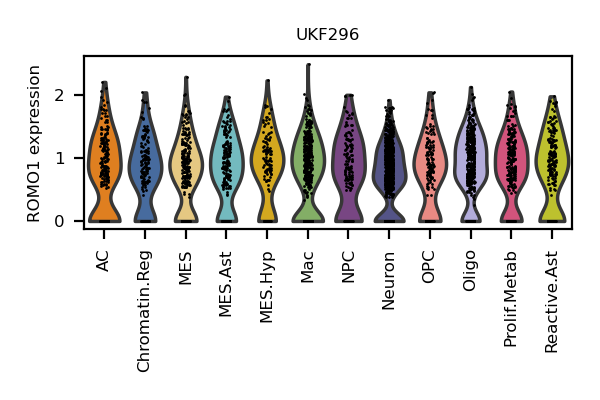 UKF296
ROMO1 expression
2
1
0
AC
Chromatin.Reg
MES
MES.Ast
MES.Hyp
Mac
NPC
Neuron
OPC
Oligo
Prolif.Metab
Reactive.Ast